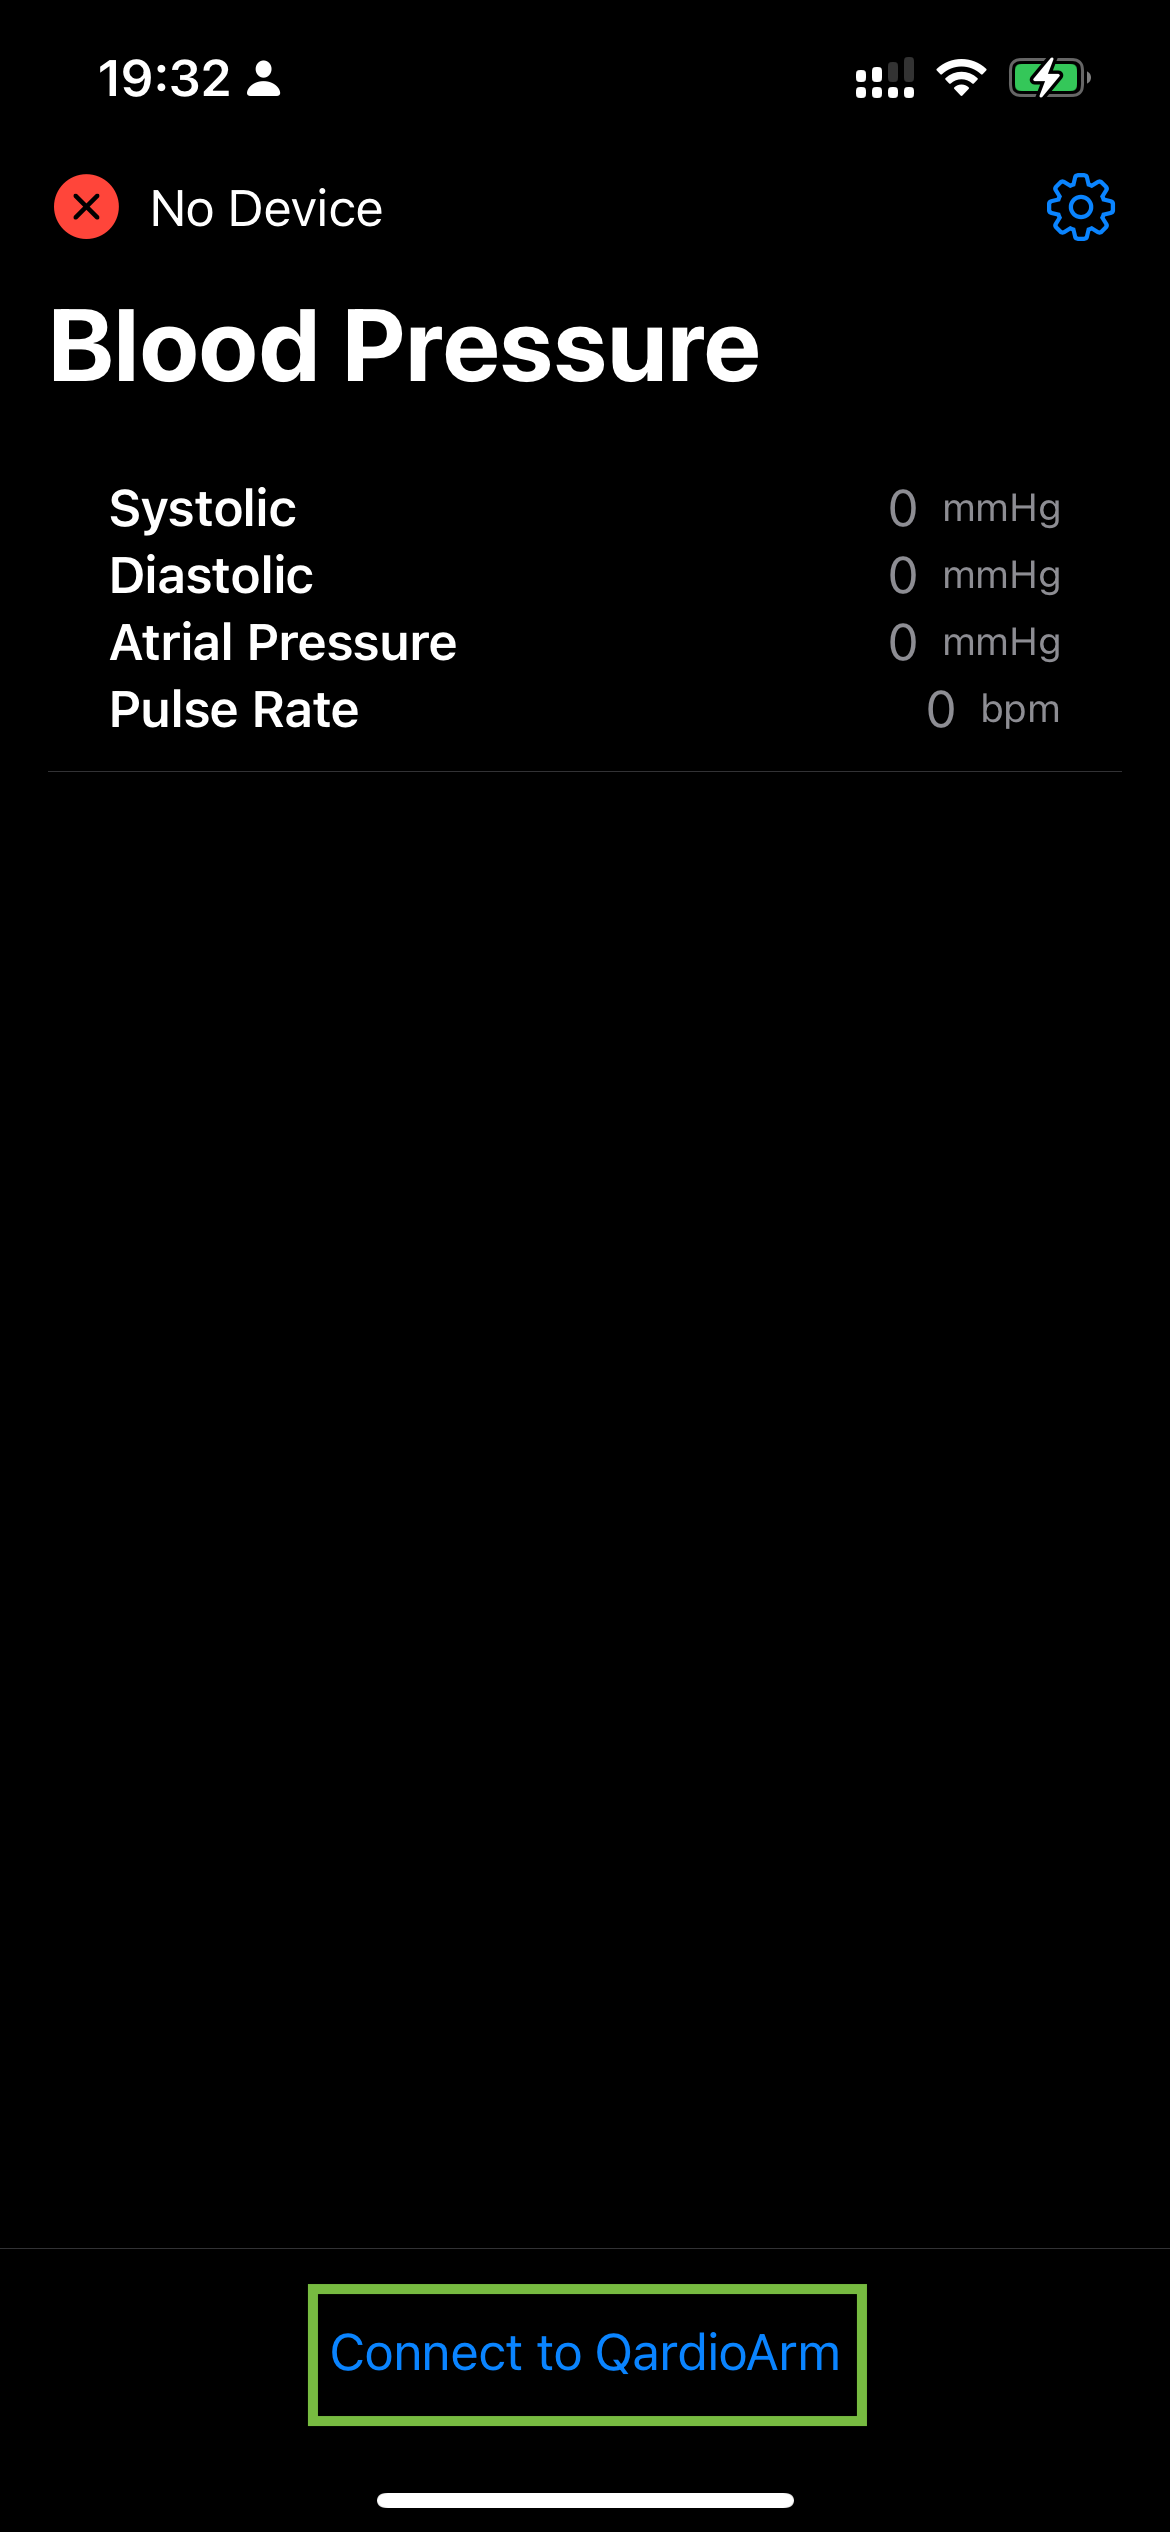 19:32
No Device
Blood Pressure
Systolic 0 mmHg
Diastolic 0 mmHg
Atrial Pressure 0 mmHg
Pulse Rate 0 bpm
Connect to QardioArm